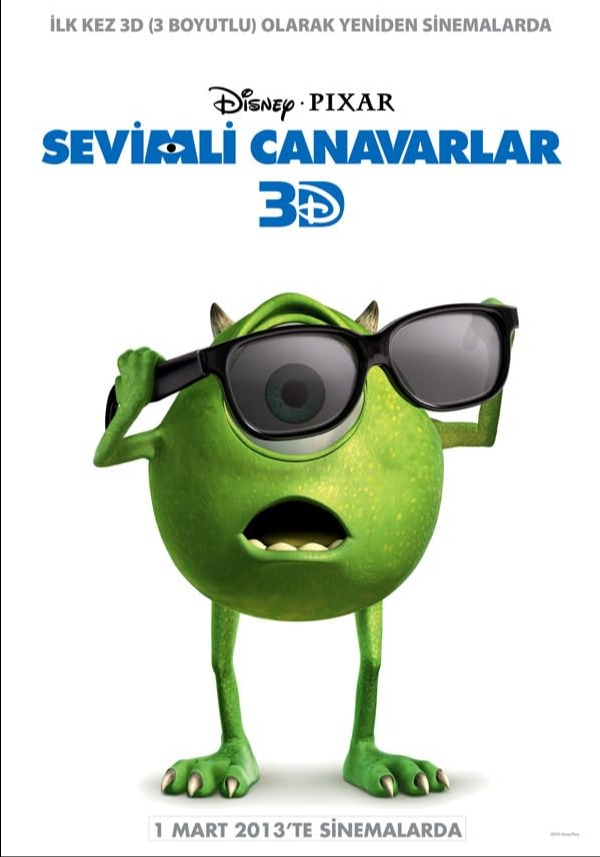 İLK KEZ 3D (3 BOYUTLU) OLARAK YENİDEN SİNEMALARDA
Disney · PIXAR
SEVİMLİ CANAVARLAR
3D
1 MART 2013'TE SİNEMALARDA